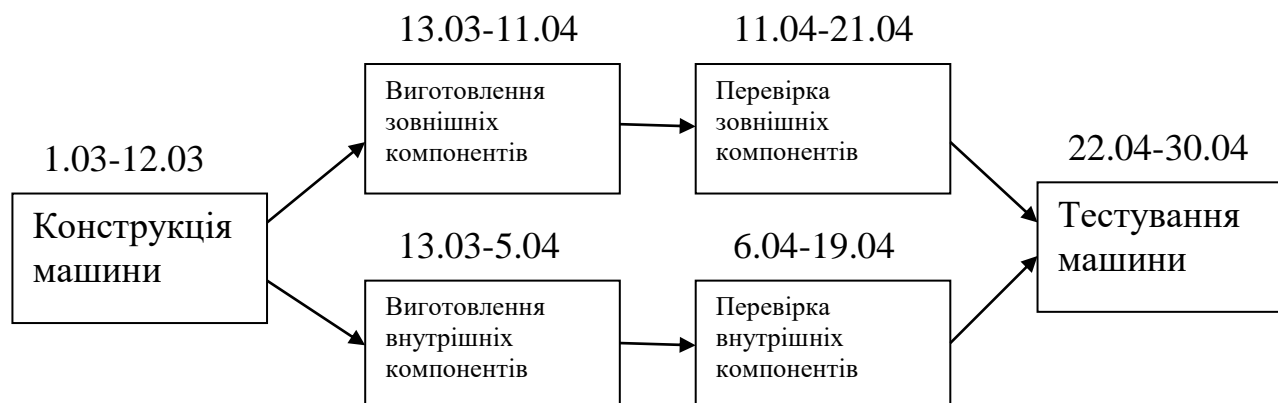 13.03-11.04
11.04-21.04
Виготовлення
зовнішніх
компонентів
Перевірка
зовнішніх
компонентів
1.03-12.03
22.04-30.04
Конструкція
машини
Тестування
машини
13.03-5.04
6.04-19.04
Виготовлення
внутрішніх
компонентів
Перевірка
внутрішніх
компонентів